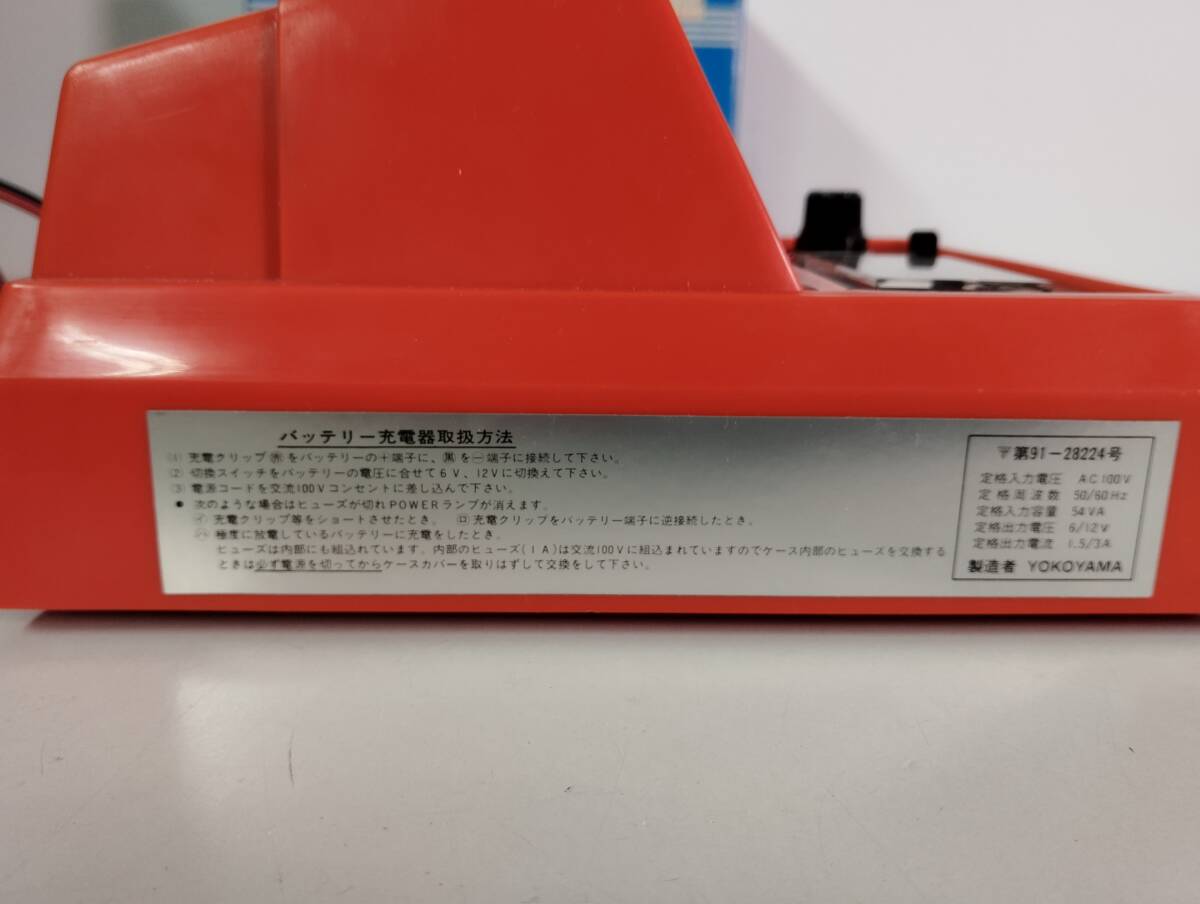 バッテリー充電器取扱方法
(1) 充電クリップ㊍を バッテリーの＋端子に、㊍を㊀端子に接続して下さい。
(2) 切換スイッチをバッテリーの電圧に合せて6V、12Vに切換えて下さい。
(3) 電源コードを交流100Vコンセントに差し込んで下さい。
● 次のような場合はヒューズが切れPOWERランプが消えます。
イ 充電クリップ等をショートさせたとき。 ロ 充電クリップをバッテリー端子に逆接続したとき。
ハ 極度に放電しているバッテリーに充電をしたとき。
ヒューズは内部にも組込れています。内部のヒューズ(1A)は交流100Vに組込まれていますのでケース内部のヒューズを交換する
ときは必ず電源を切ってからケースカバーを取りはずして交換をして下さい。
〒第91-28224号
定格入力電圧 AC100V
定格周波数 50/60Hz
定格入力容量 54VA
定格出力電圧 6/12V
定格出力電流 1.5/3A
製造者 YOKOYAMA